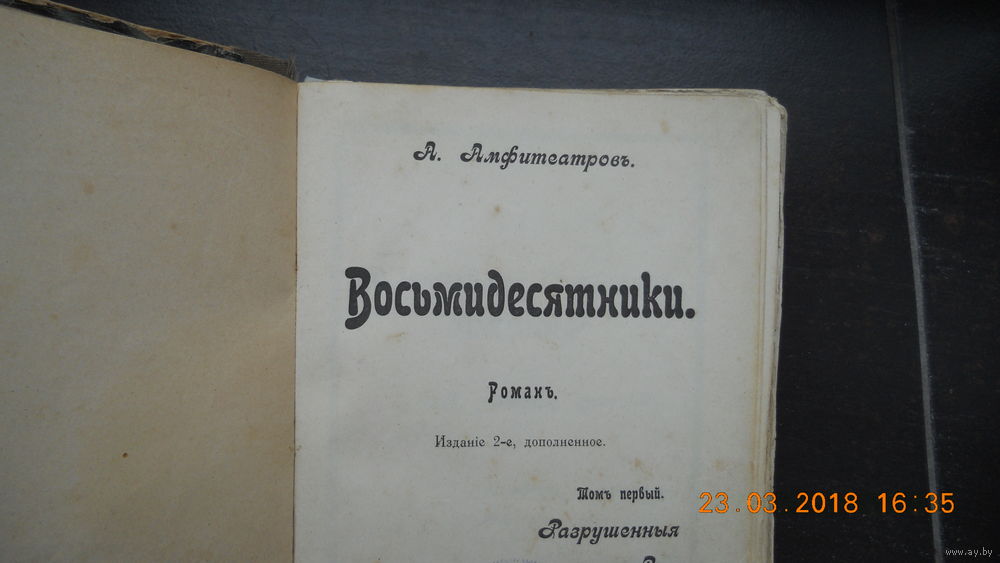 А. Амфитеатровъ.
Восьмидесятники.
Романъ.
Изданіе 2-е, дополненное.
Томъ первый.
Разрушенныя
23.03.2018 16:35
www.ay.by